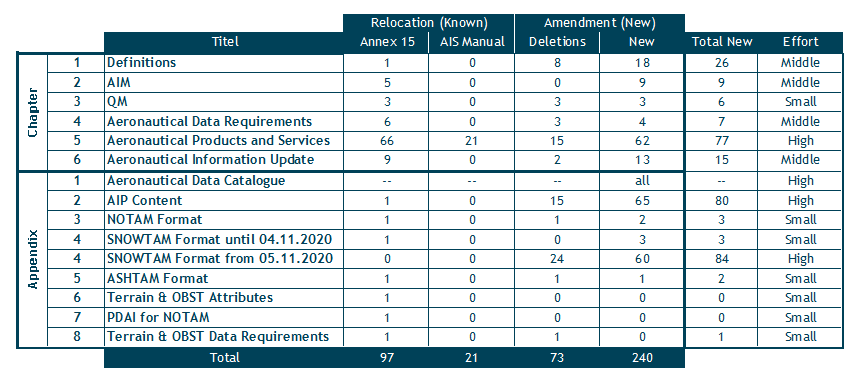 Relocation (Known) Amendment (New)
Titel Annex 15 AIS Manual Deletions New Total New Effort
Chapter
1 Definitions 1 0 8 18 26 Middle
2 AIM 5 0 0 9 9 Middle
3 QM 3 0 3 3 6 Small
4 Aeronautical Data Requirements 6 0 3 4 7 Middle
5 Aeronautical Products and Services 66 21 15 62 77 High
6 Aeronautical Information Update 9 0 2 13 15 Middle
Appendix
1 Aeronautical Data Catalogue -- -- -- all -- High
2 AIP Content 1 0 15 65 80 High
3 NOTAM Format 1 0 1 2 3 Small
4 SNOWTAM Format until 04.11.2020 1 0 0 3 3 Small
4 SNOWTAM Format from 05.11.2020 0 0 24 60 84 High
5 ASHTAM Format 1 0 1 1 2 Small
6 Terrain & OBST Attributes 1 0 0 0 0 Small
7 PDAI for NOTAM 1 0 0 0 0 Small
8 Terrain & OBST Data Requirements 1 0 1 0 1 Small
Total 97 21 73 240